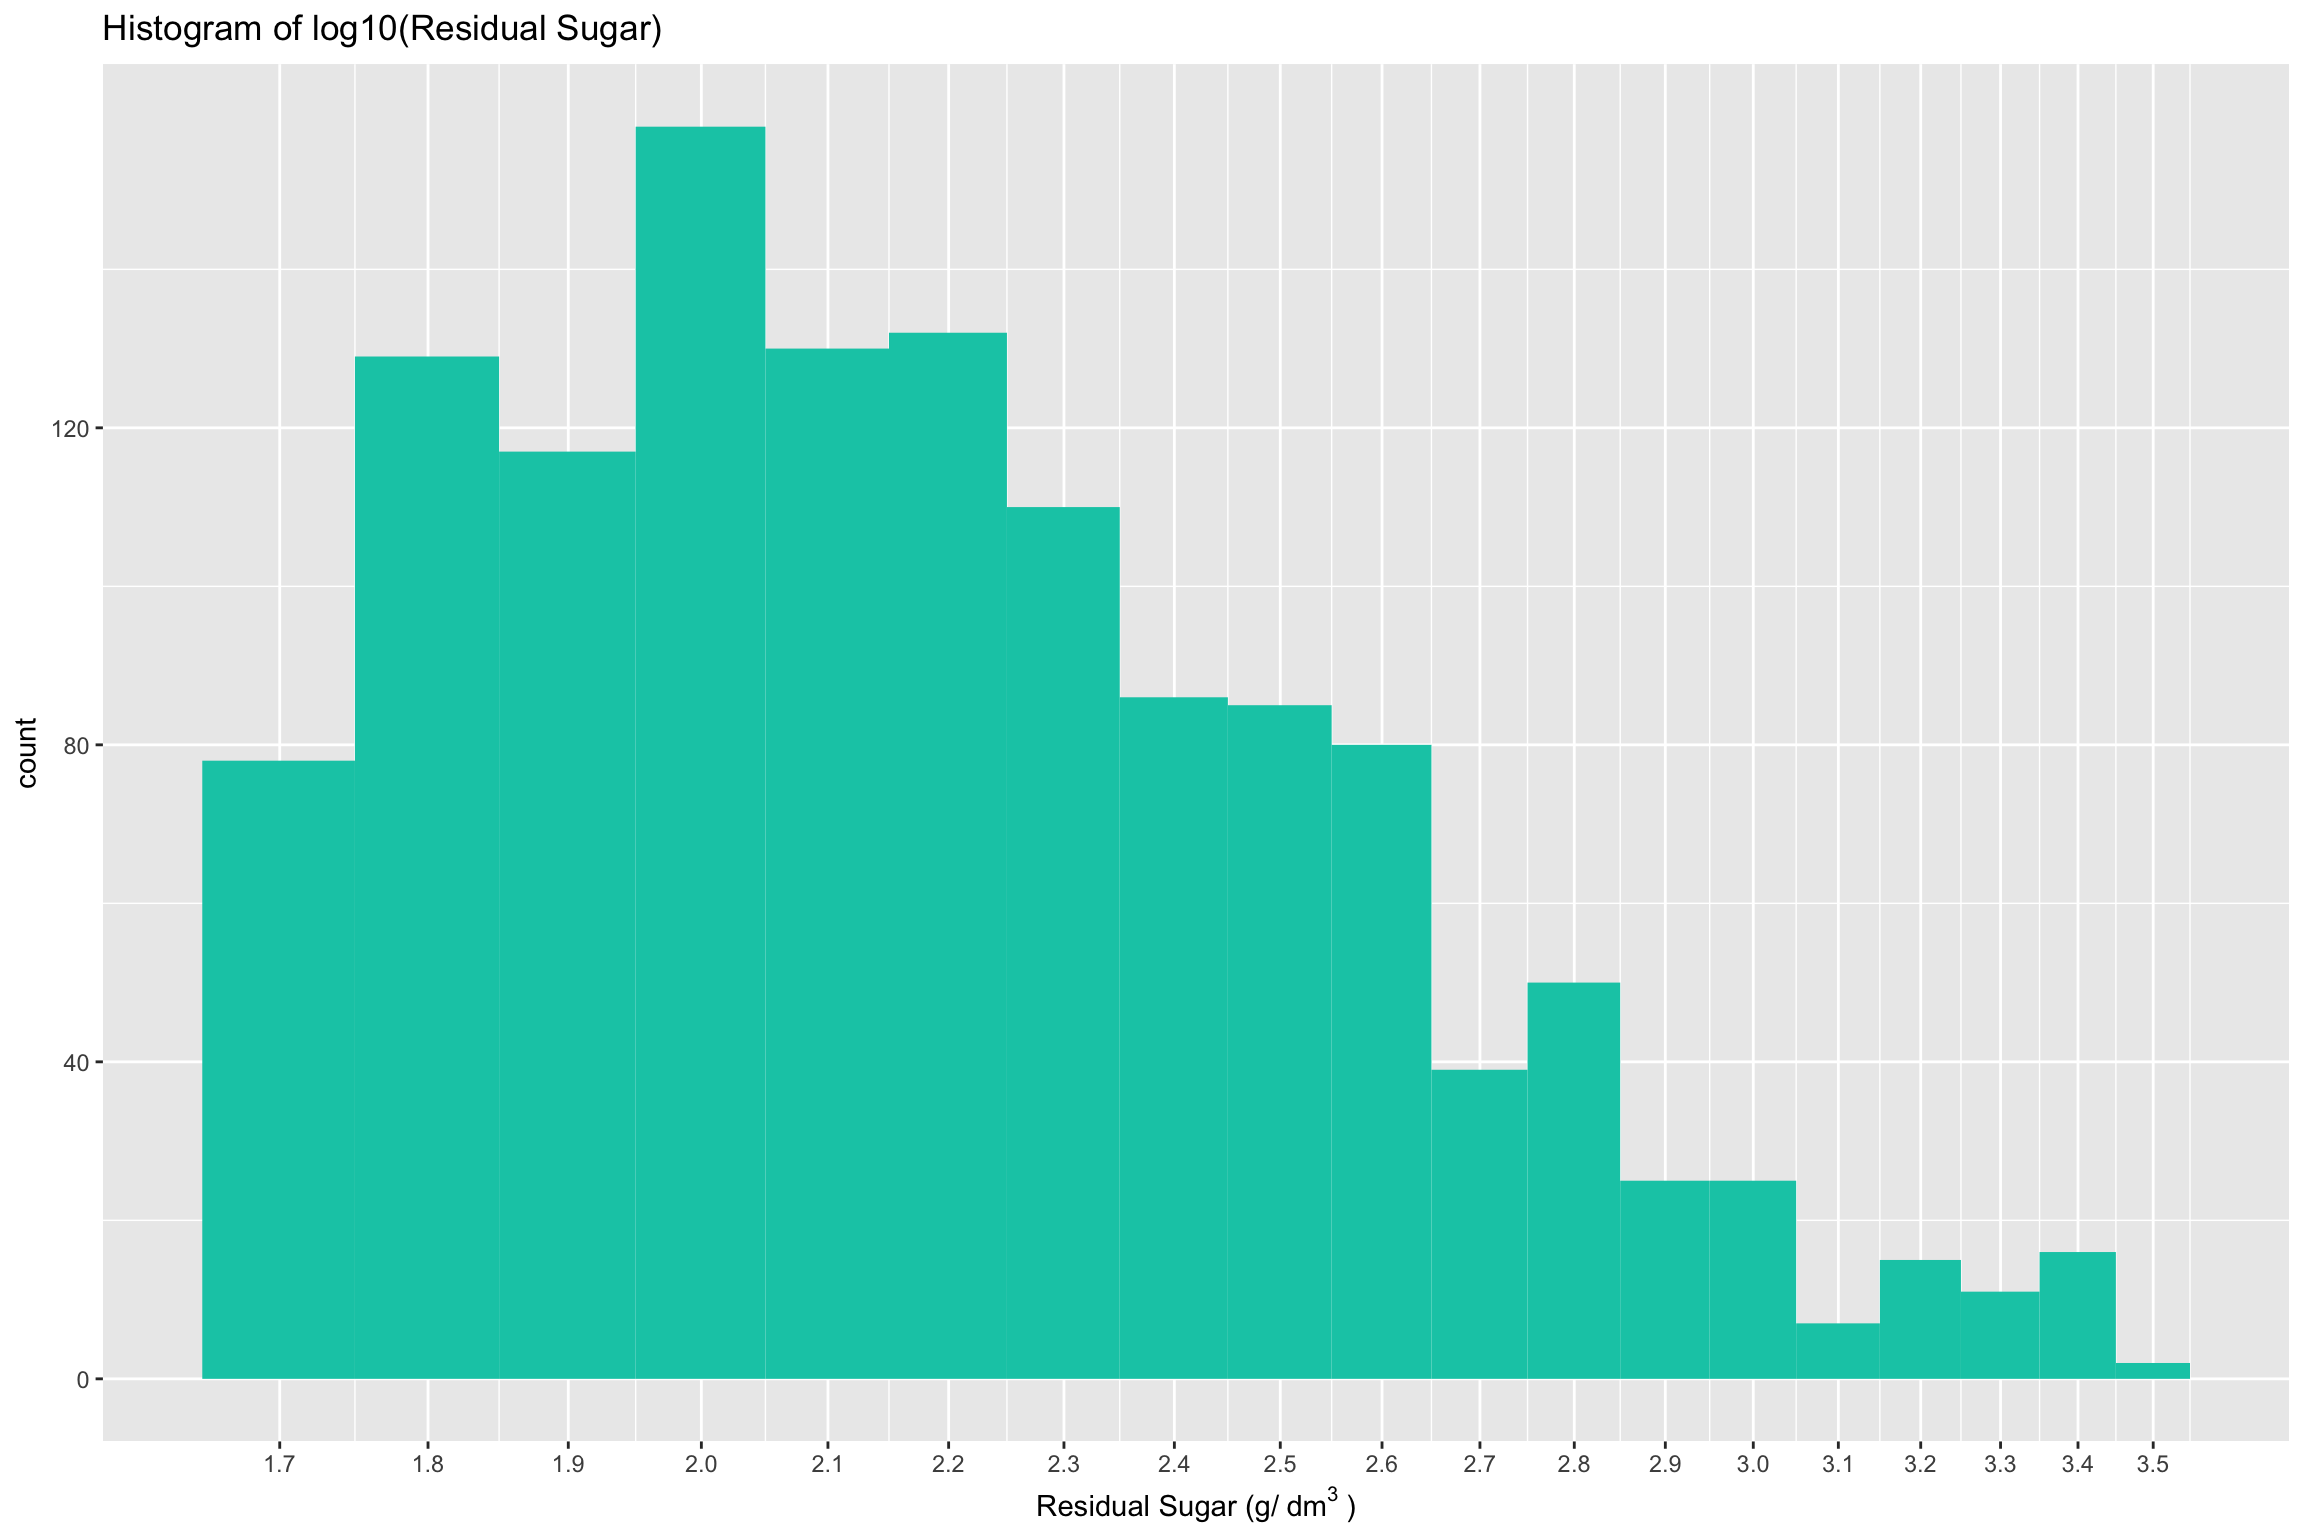 Histogram of log10(Residual Sugar)
count
120
80
40
0
1.7 1.8 1.9 2.0 2.1 2.2 2.3 2.4 2.5 2.6 2.7 2.8 2.9 3.0 3.1 3.2 3.3 3.4 3.5
Residual Sugar (g/ dm³ )